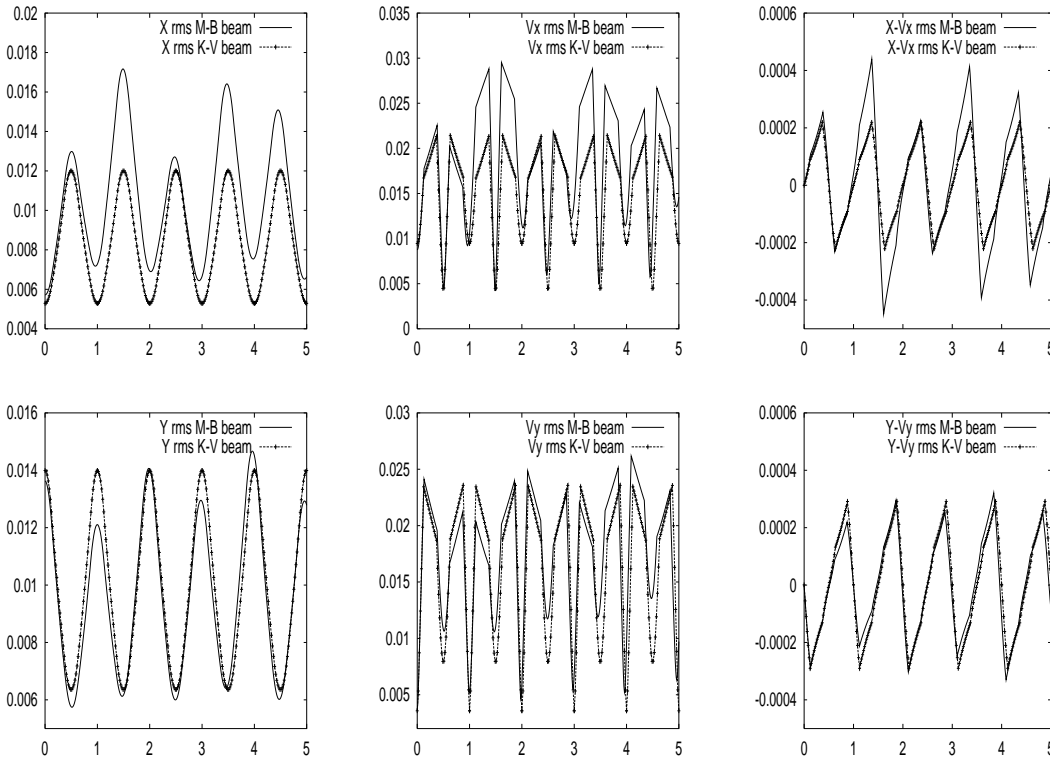 0.02
0.018
0.016
0.014
0.012
0.01
0.008
0.006
0.004
0 1 2 3 4 5
X rms M-B beam
X rms K-V beam
0.035
0.03
0.025
0.02
0.015
0.01
0.005
0
0 1 2 3 4 5
Vx rms M-B beam
Vx rms K-V beam
0.0006
0.0004
0.0002
0
-0.0002
-0.0004
0 1 2 3 4 5
X-Vx rms M-B beam
X-Vx rms K-V beam
0.016
0.014
0.012
0.01
0.008
0.006
0 1 2 3 4 5
Y rms M-B beam
Y rms K-V beam
0.03
0.025
0.02
0.015
0.01
0.005
0 1 2 3 4 5
Vy rms M-B beam
Vy rms K-V beam
0.0006
0.0004
0.0002
0
-0.0002
-0.0004
0 1 2 3 4 5
Y-Vy rms M-B beam
Y-Vy rms K-V beam